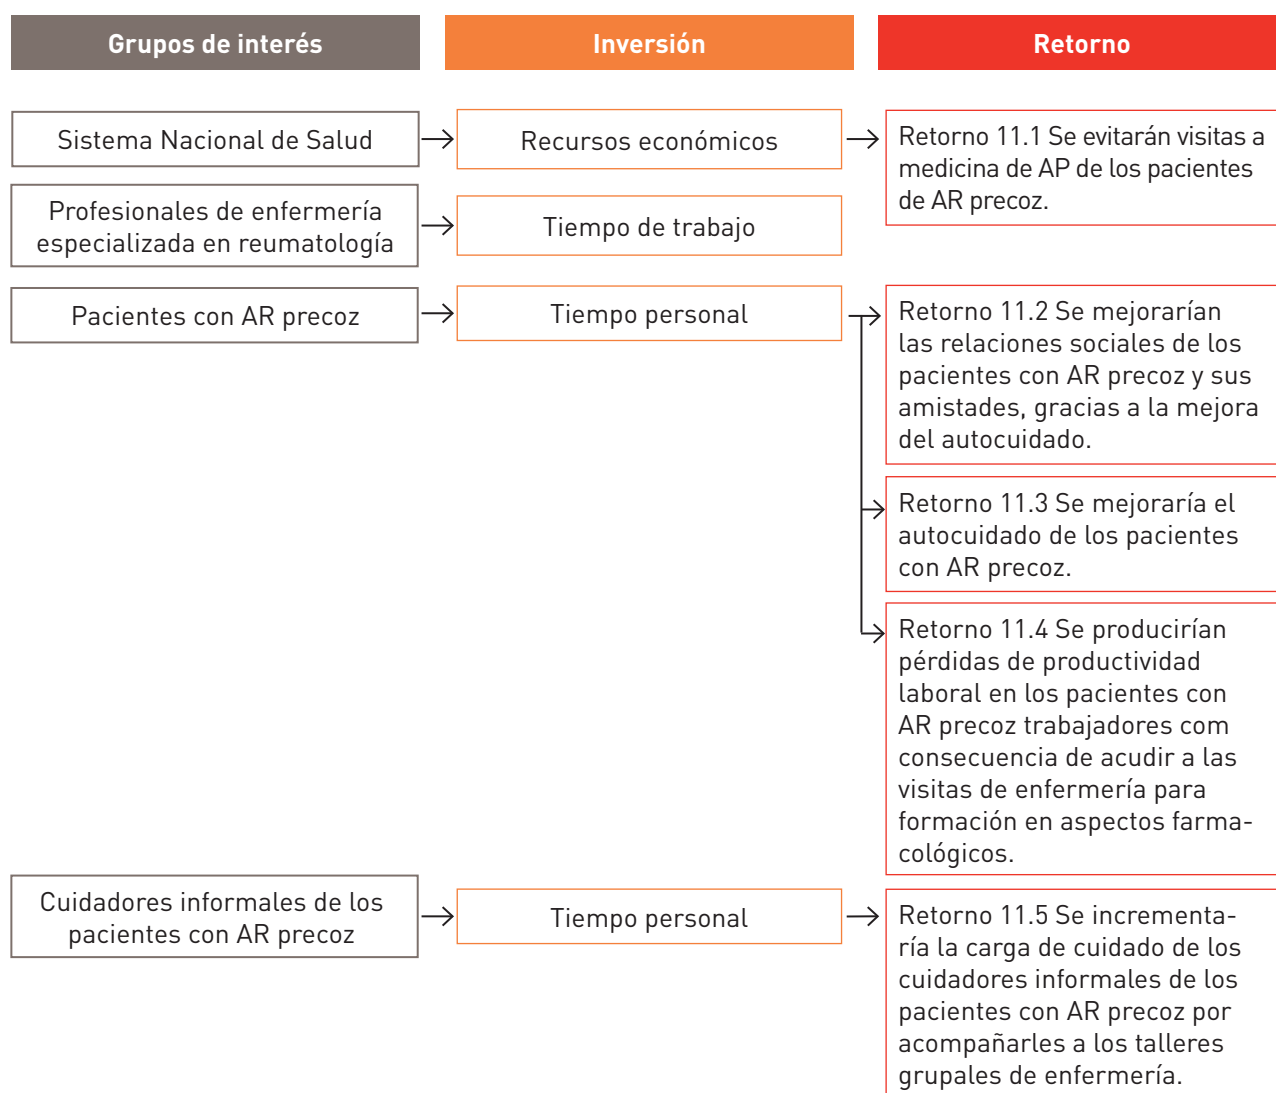 Grupos de interés
Inversión
Retorno
Sistema Nacional de Salud
Recursos económicos
Retorno 11.1 Se evitarán visitas a
medicina de AP de los pacientes
de AR precoz.
Profesionales de enfermería
especializada en reumatología
Tiempo de trabajo
Pacientes con AR precoz
Tiempo personal
Retorno 11.2 Se mejorarían
las relaciones sociales de los
pacientes con AR precoz y sus
amistades, gracias a la mejora
del autocuidado.
Retorno 11.3 Se mejoraría el
autocuidado de los pacientes
con AR precoz.
Retorno 11.4 Se producirían
pérdidas de productividad
laboral en los pacientes con
AR precoz trabajadores com
consecuencia de acudir a las
visitas de enfermería para
formación en aspectos farma-
cológicos.
Cuidadores informales de los
pacientes con AR precoz
Tiempo personal
Retorno 11.5 Se incrementa-
ría la carga de cuidado de los
cuidadores informales de los
pacientes con AR precoz por
acompañarles a los talleres
grupales de enfermería.